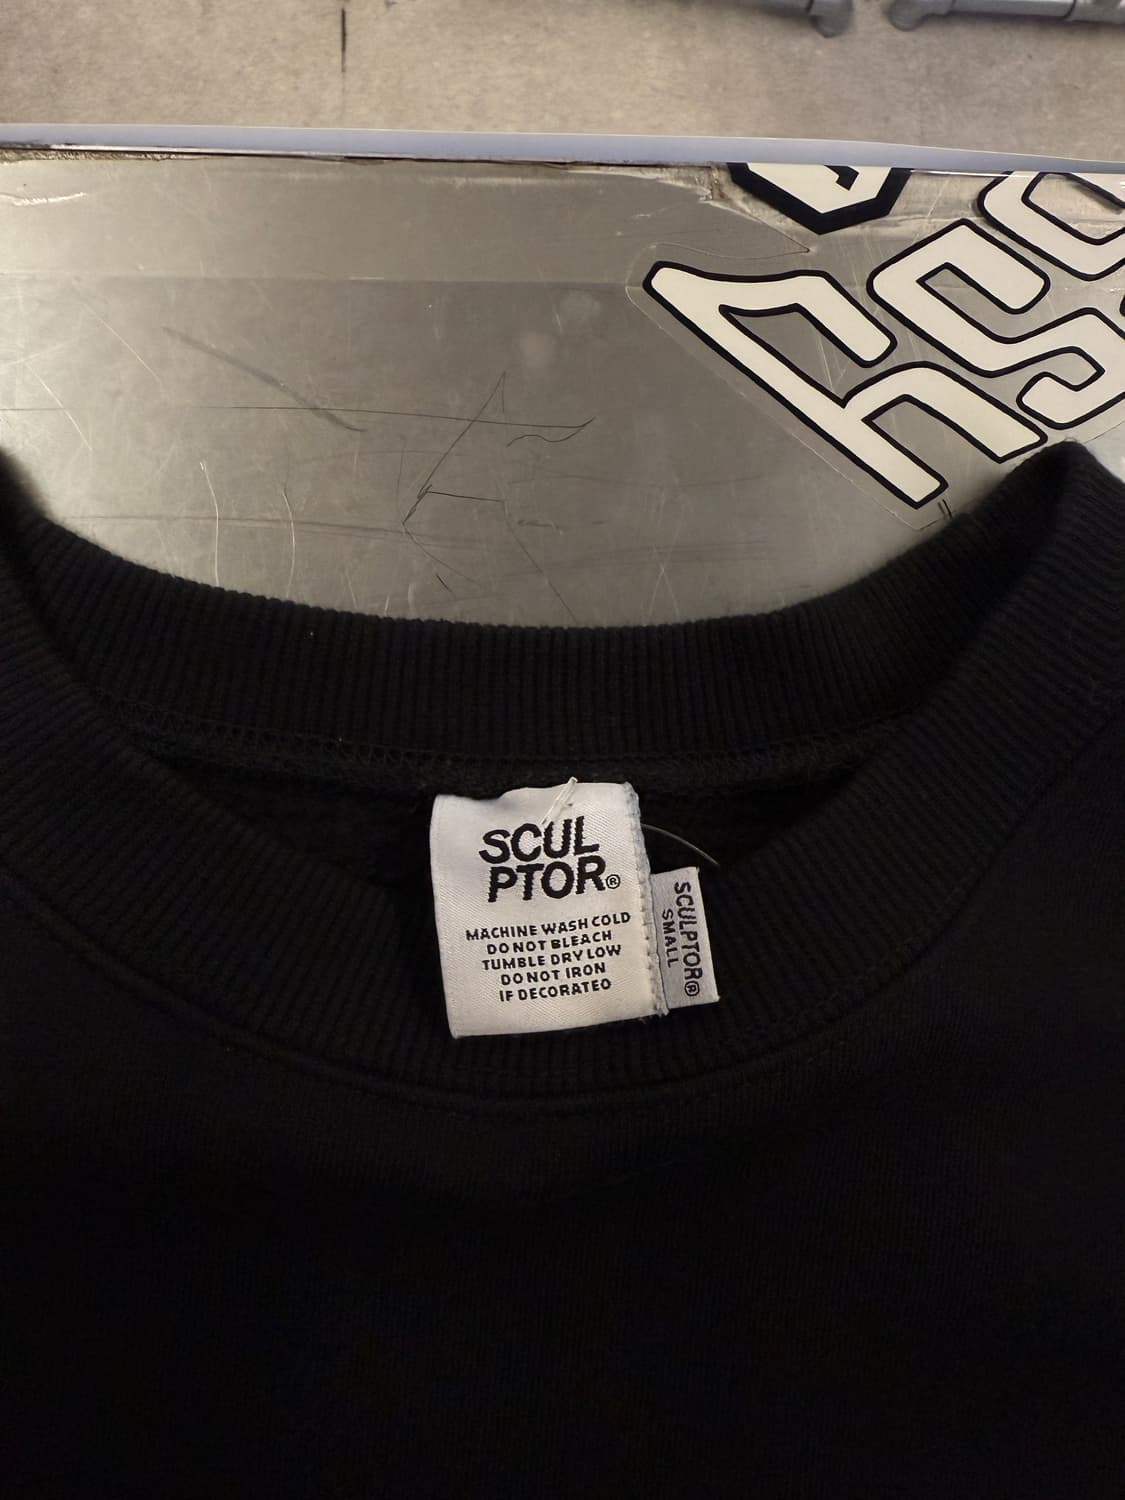 SCUL
PTOR®
MACHINE WASH COLD
DO NOT BLEACH
TUMBLE DRY LOW
DO NOT IRON
IF DECORATED
SCULPTOR®
SMALL